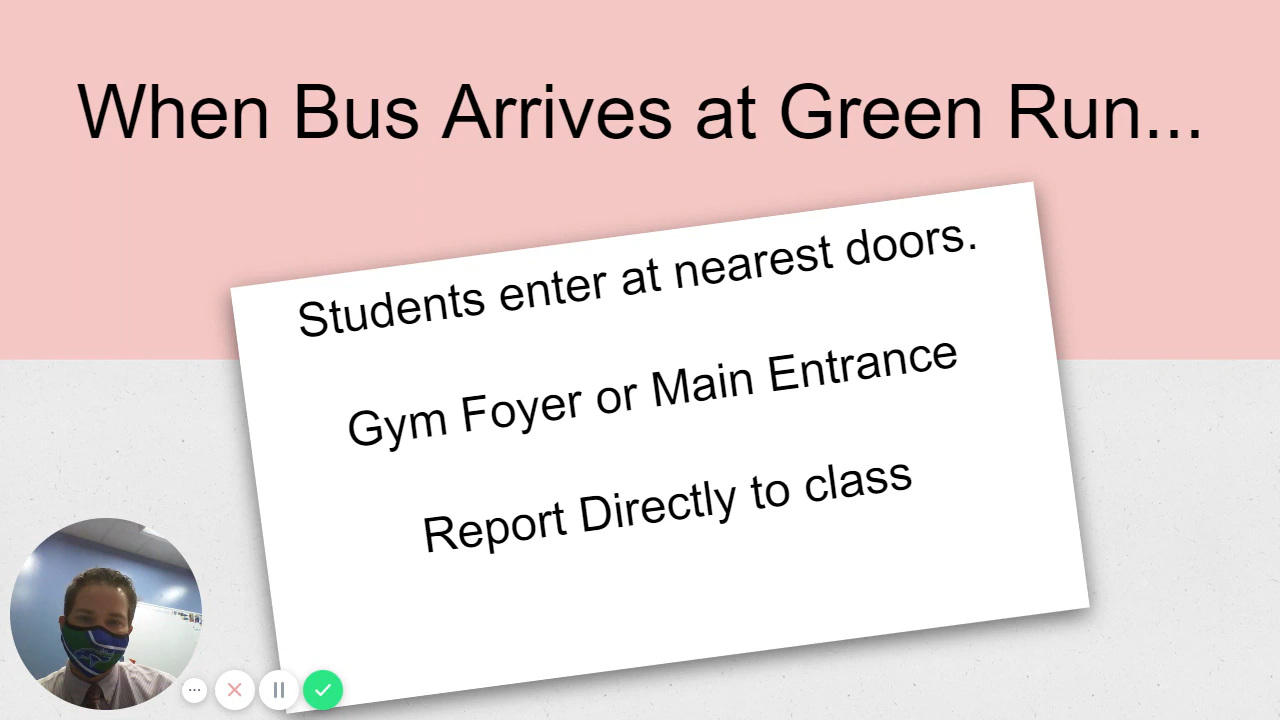 When Bus Arrives at Green Run...
Students enter at nearest doors.
Gym Foyer or Main Entrance
Report Directly to class